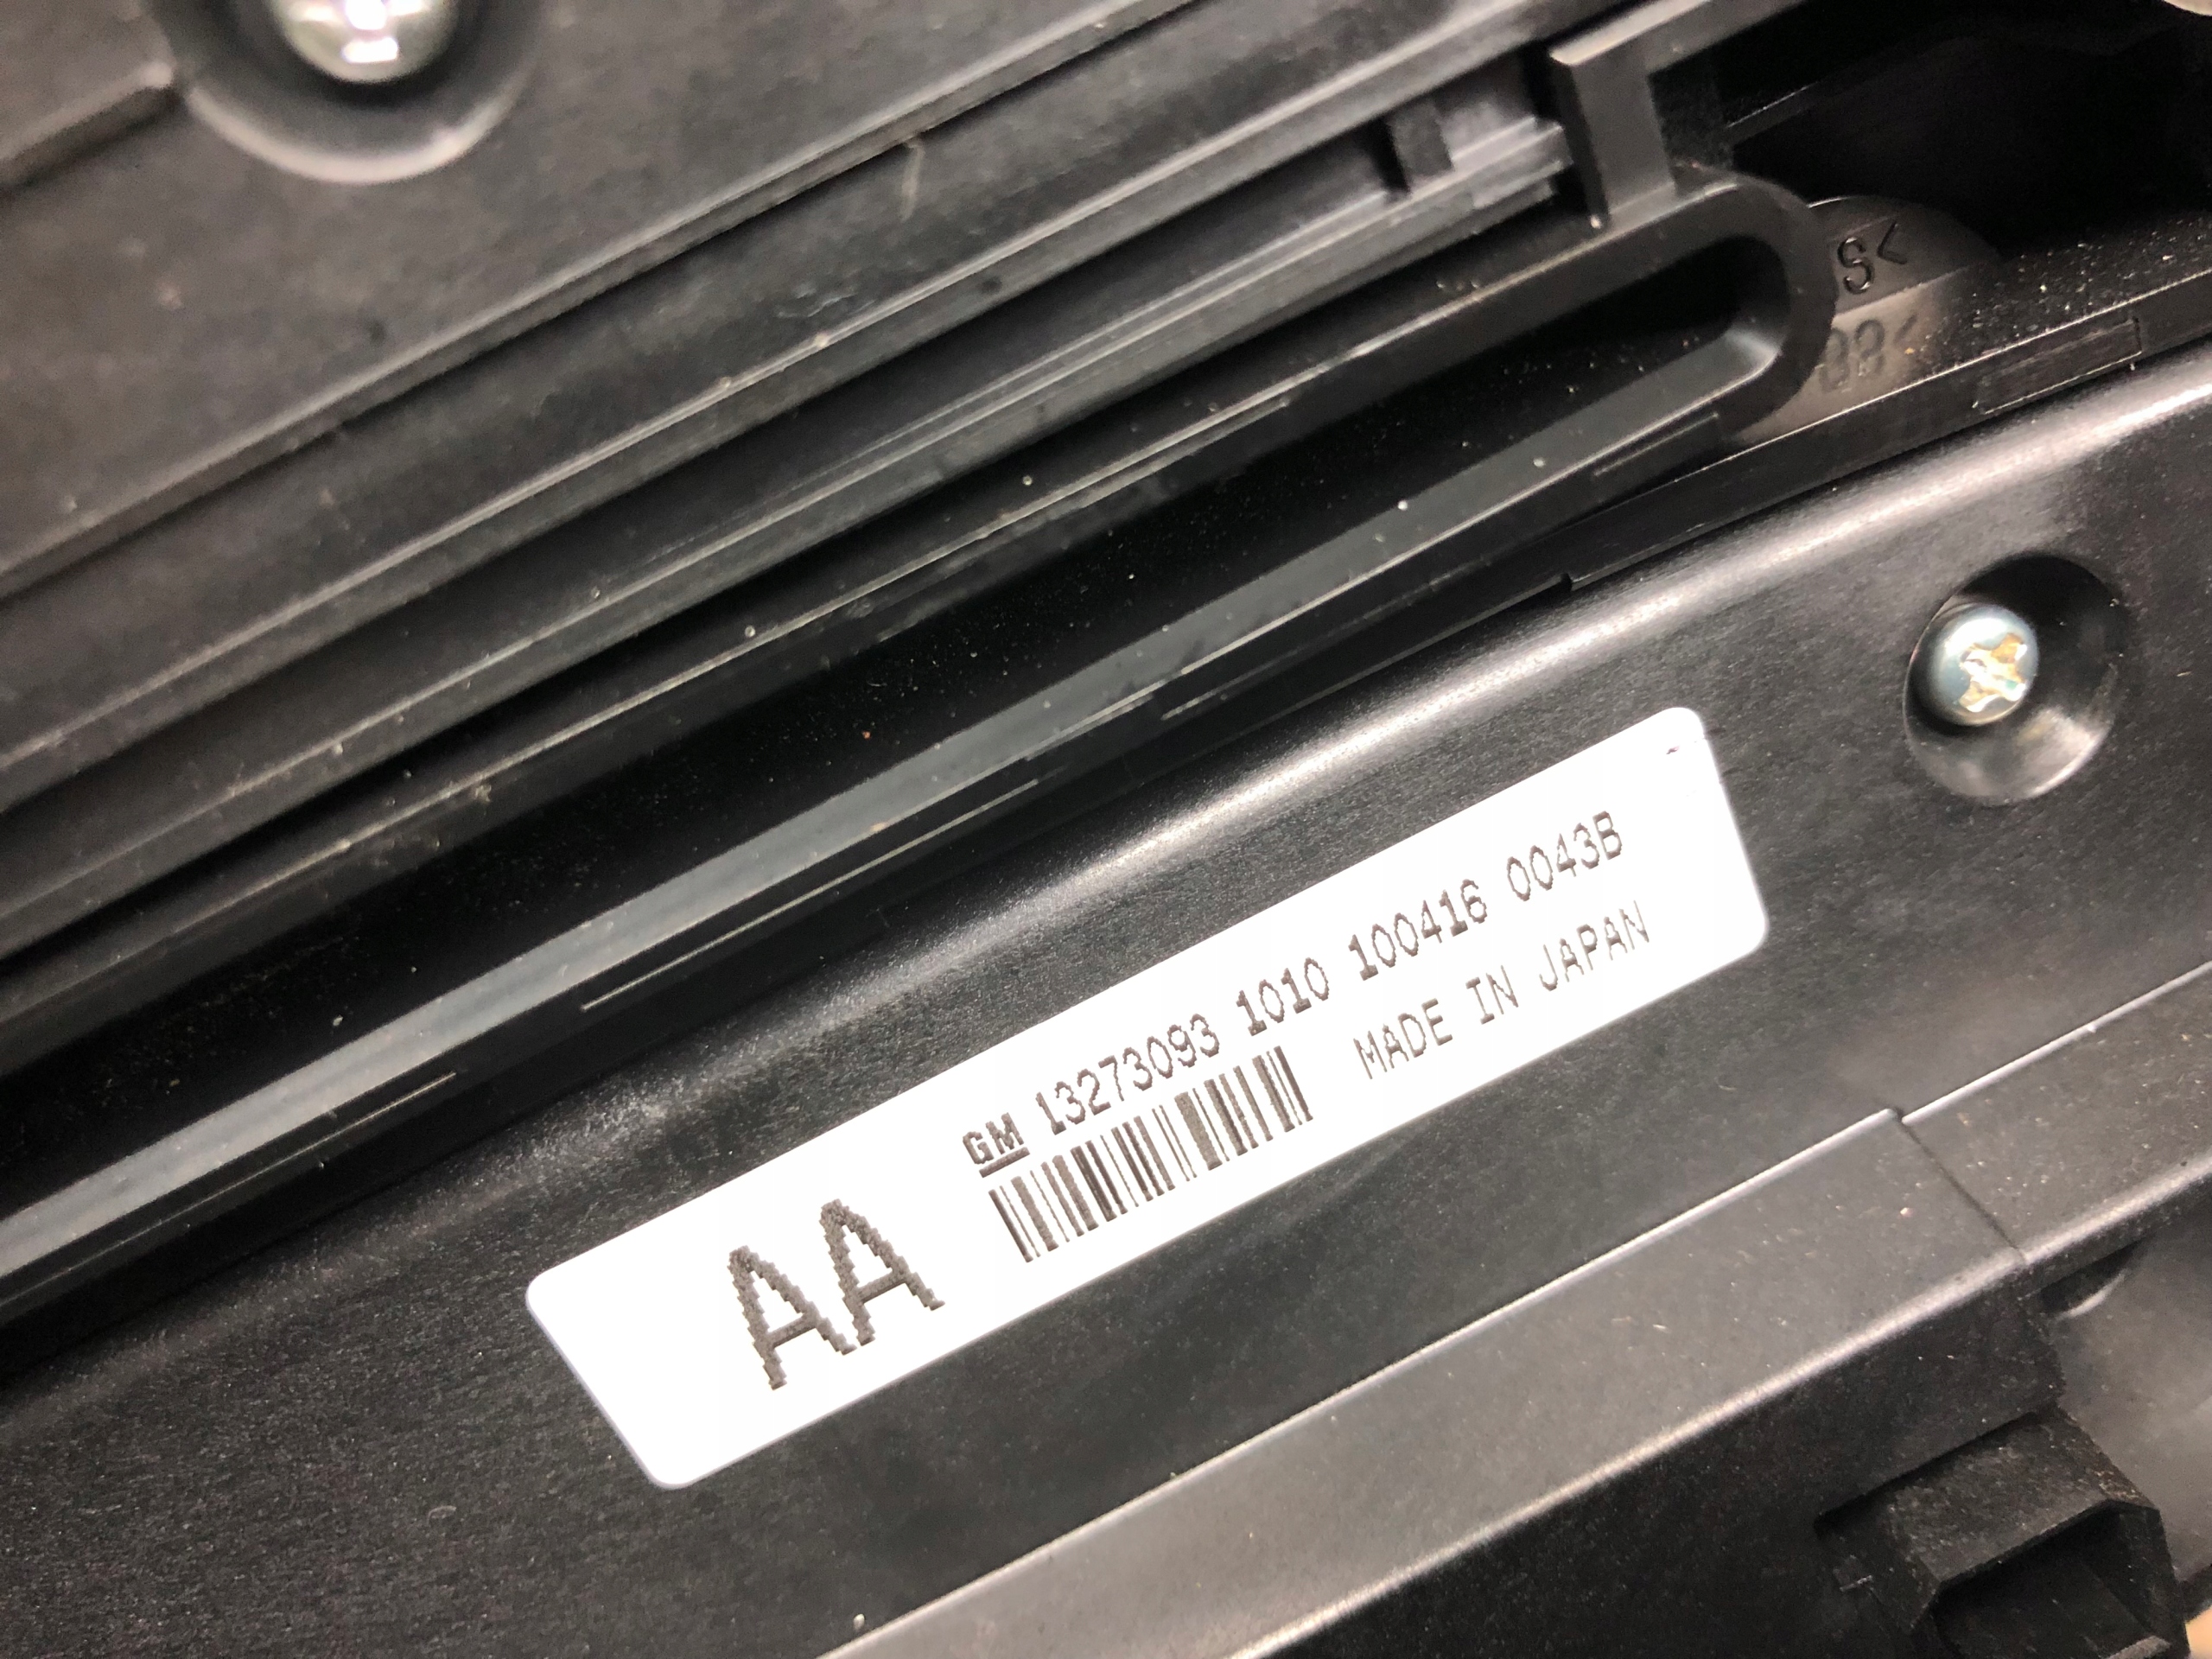 S<
GM 13273093 1010 100416 0043B
AA
MADE IN JAPAN